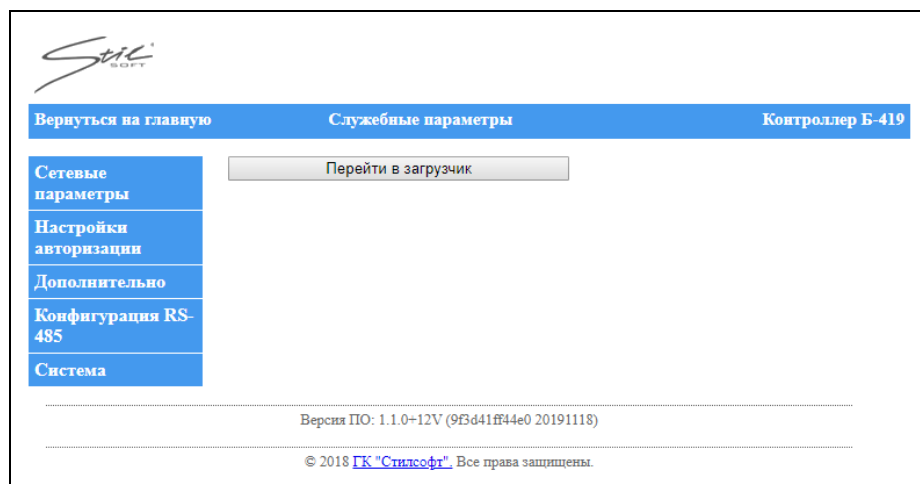 Stil
SOFT
Вернуться на главную Служебные параметры Контроллер Б-419
Сетевые
параметры
Настройки
авторизации
Дополнительно
Конфигурация RS-
485
Система
Перейти в загрузчик
Версия ПО: 1.1.0+12V (9f3d41ff44e0 20191118)
© 2018 ГК "Стилсофт". Все права защищены.